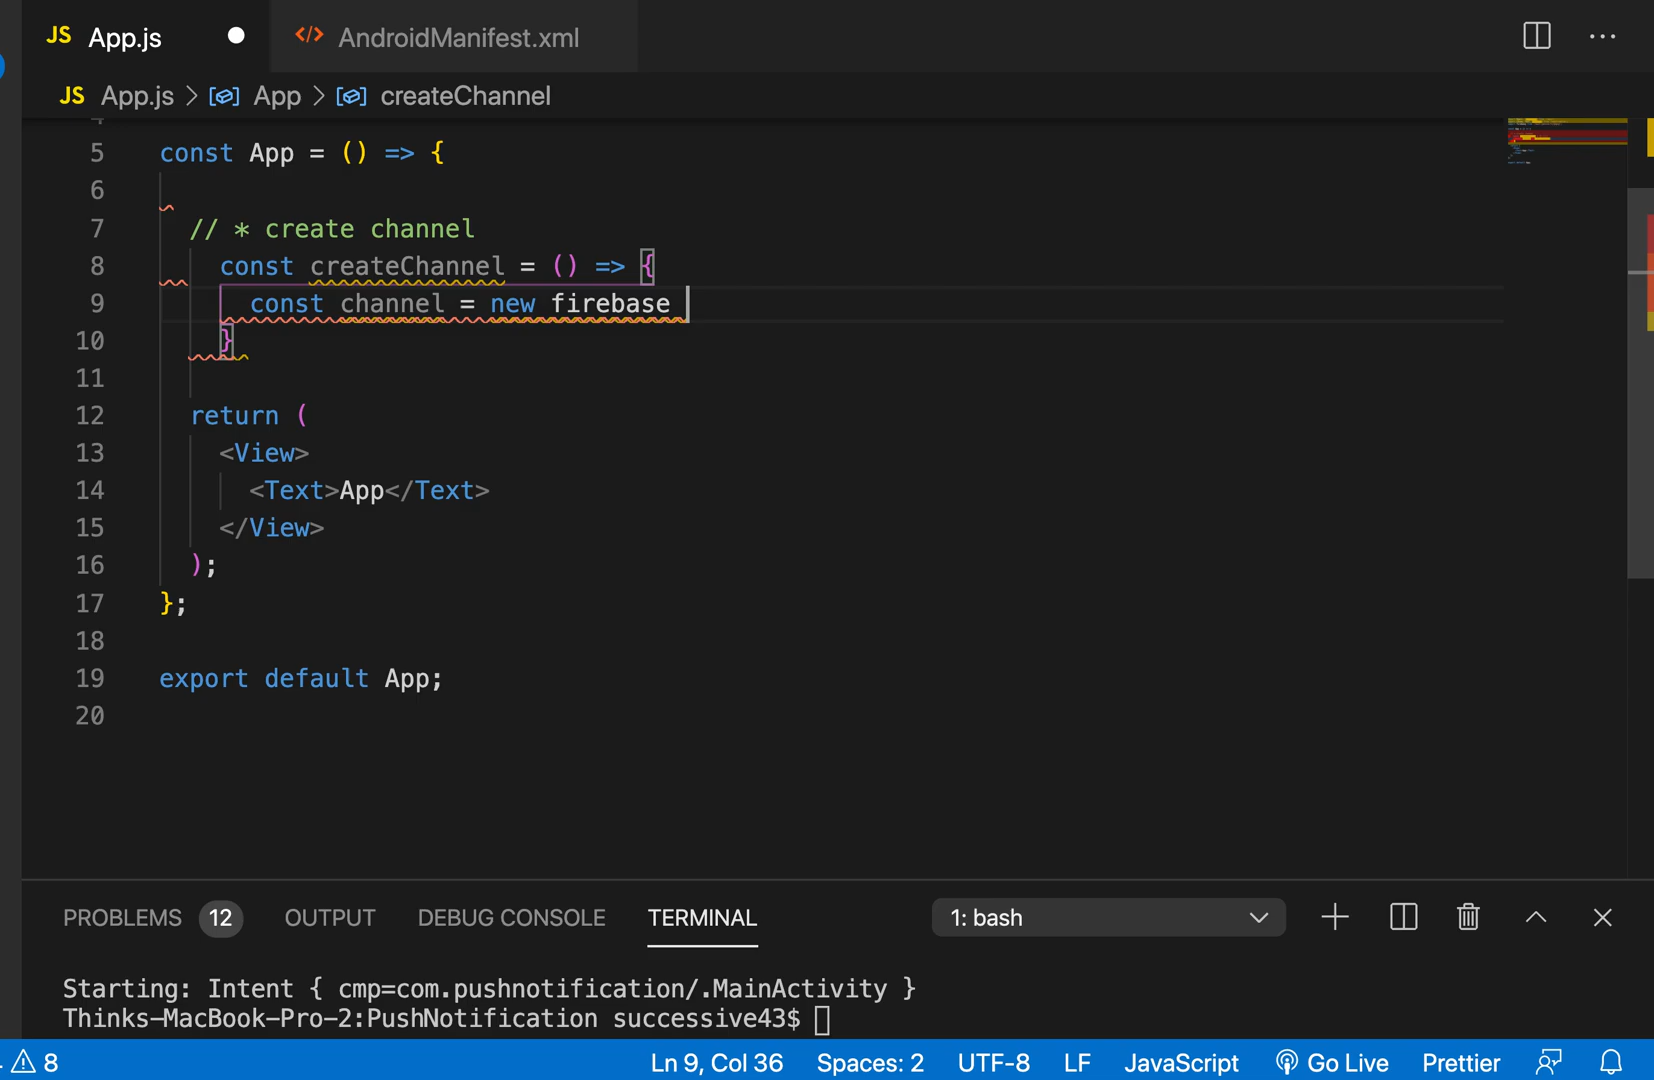 JS App.js
</> AndroidManifest.xml
JS App.js > App > createChannel
4
5 const App = () => {
6
7 // * create channel
8 const createChannel = () => {
9 const channel = new firebase
10 }
11
12 return (
13 <View>
14 <Text>App</Text>
15 </View>
16 );
17 };
18
19 export default App;
20
PROBLEMS 12 OUTPUT DEBUG CONSOLE TERMINAL 1: bash
Starting: Intent { cmp=com.pushnotification/.MainActivity }
Thinks-MacBook-Pro-2:PushNotification successive43$
8 Ln 9, Col 36 Spaces: 2 UTF-8 LF JavaScript Go Live Prettier